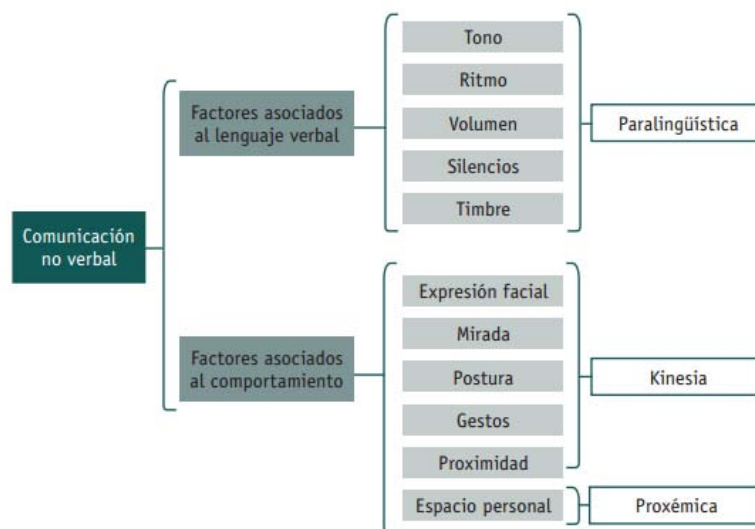 Comunicación
no verbal
Factores asociados
al lenguaje verbal
Tono
Ritmo
Volumen
Silencios
Timbre
Paralingüística
Factores asociados
al comportamiento
Expresión facial
Mirada
Postura
Gestos
Proximidad
Kinesia
Espacio personal
Proxémica